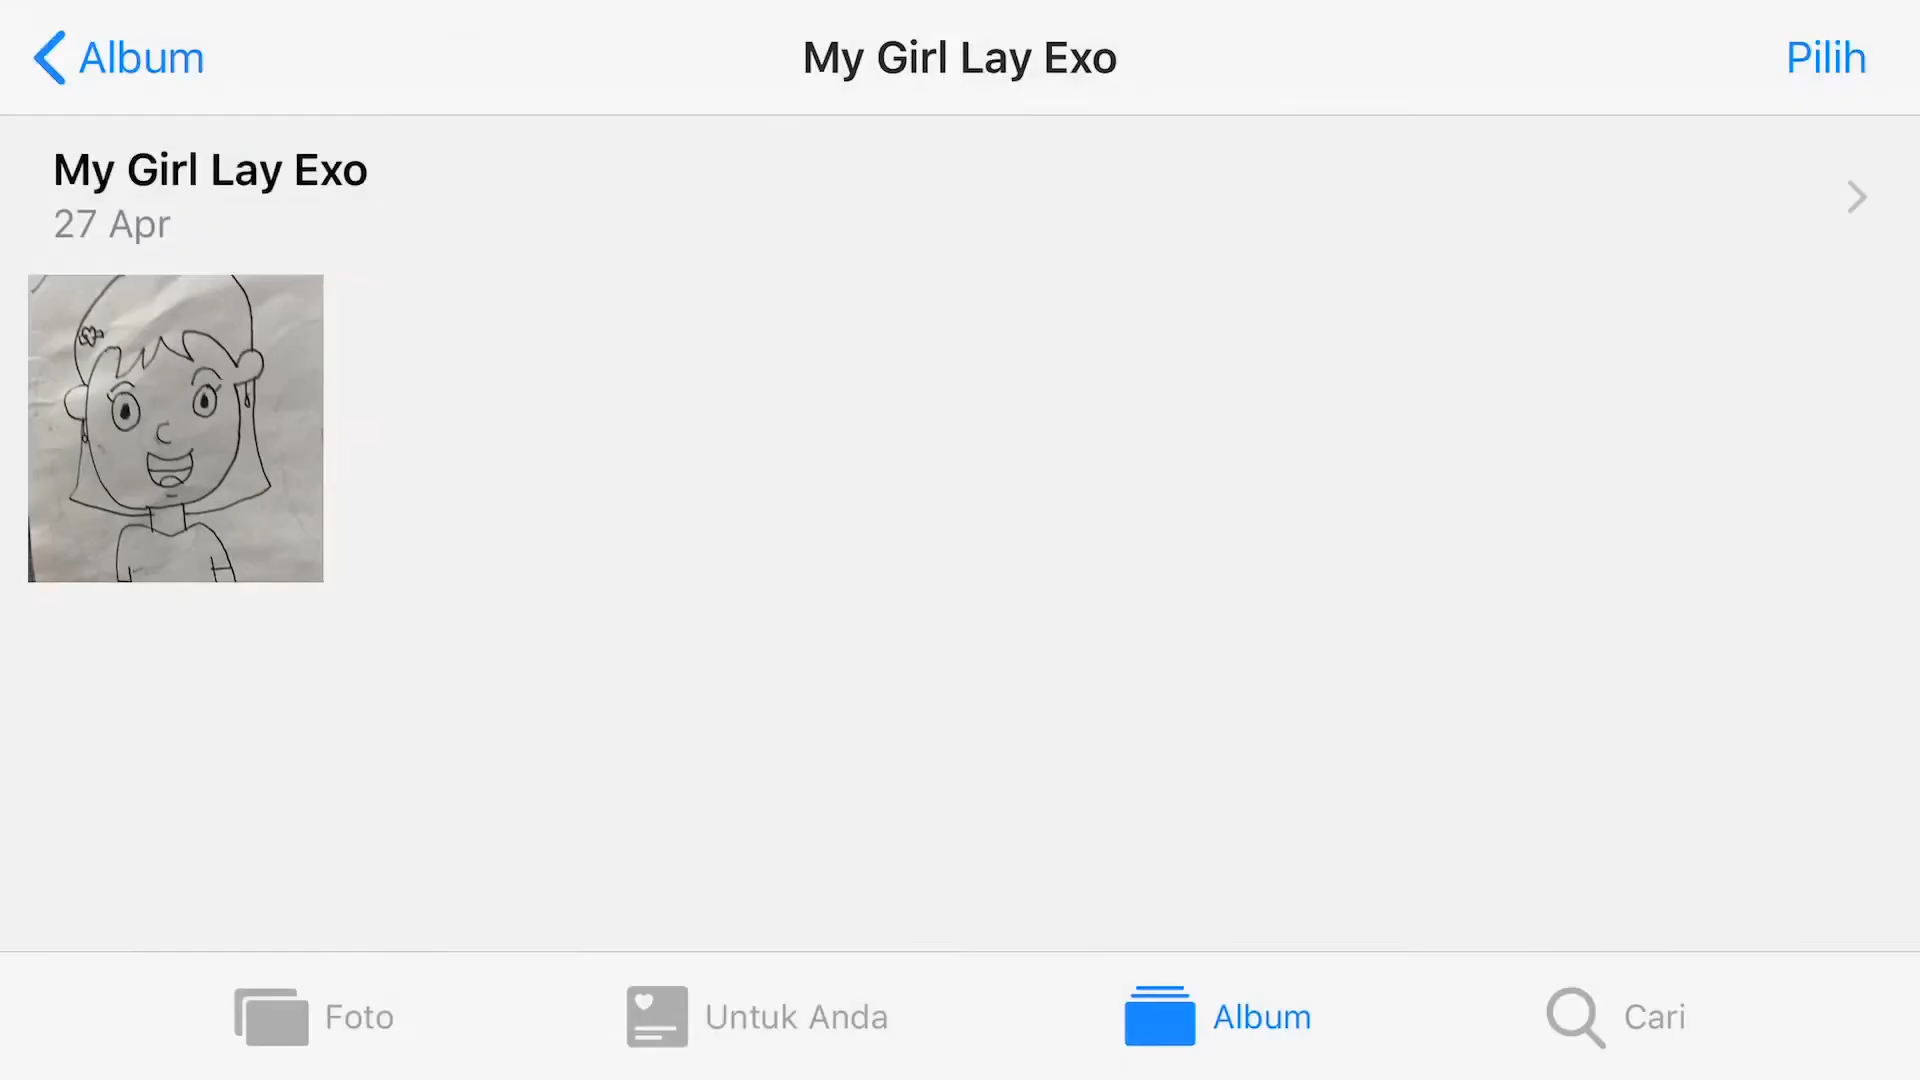 Album
My Girl Lay Exo
Pilih
My Girl Lay Exo
27 Apr
Foto
Untuk Anda
Album
Cari